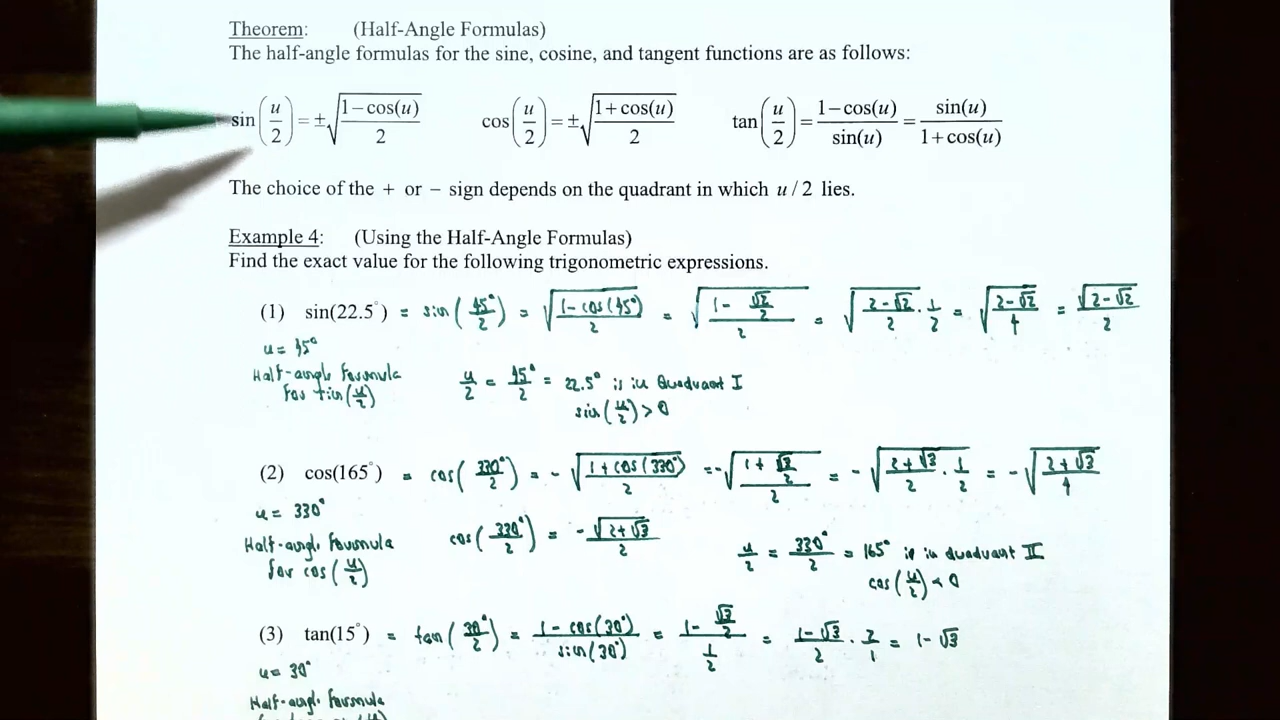 Theorem: (Half-Angle Formulas)
The half-angle formulas for the sine, cosine, and tangent functions are as follows:
sin(u/2) = ±√((1−cos(u))/2) cos(u/2) = ±√((1+cos(u))/2) tan(u/2) = (1−cos(u))/sin(u) = sin(u)/(1+cos(u))
The choice of the + or − sign depends on the quadrant in which u / 2 lies.
Example 4: (Using the Half-Angle Formulas)
Find the exact value for the following trigonometric expressions.
(1) sin(22.5°) = sin(45°/2) = √((1−cos(45°))/2) = √((1−√2/2)/2) = √((2−√2)/2 · 1/2) = √((2−√2)/4) = √(2−√2)/2
u = 45°
Half-angle Formula
For sin(u/2)
u/2 = 45°/2 = 22.5° is in Quadrant I
sin(u/2) > 0
(2) cos(165°) = cos(330°/2) = −√((1+cos(330°))/2) = −√((1+√3/2)/2) = −√((2+√3)/2 · 1/2) = −√((2+√3)/4)
u = 330°
Half-angle Formula
for cos(u/2)
cos(330°/2) = −√(2+√3)/2
u/2 = 330°/2 = 165° is in Quadrant II
cos(u/2) < 0
(3) tan(15°) = tan(30°/2) = (1−cos(30°))/sin(30°) = (1−√3/2)/(1/2) = (1−√3)/2 · 2/1 = 1−√3
u = 30°
Half-angle Formula